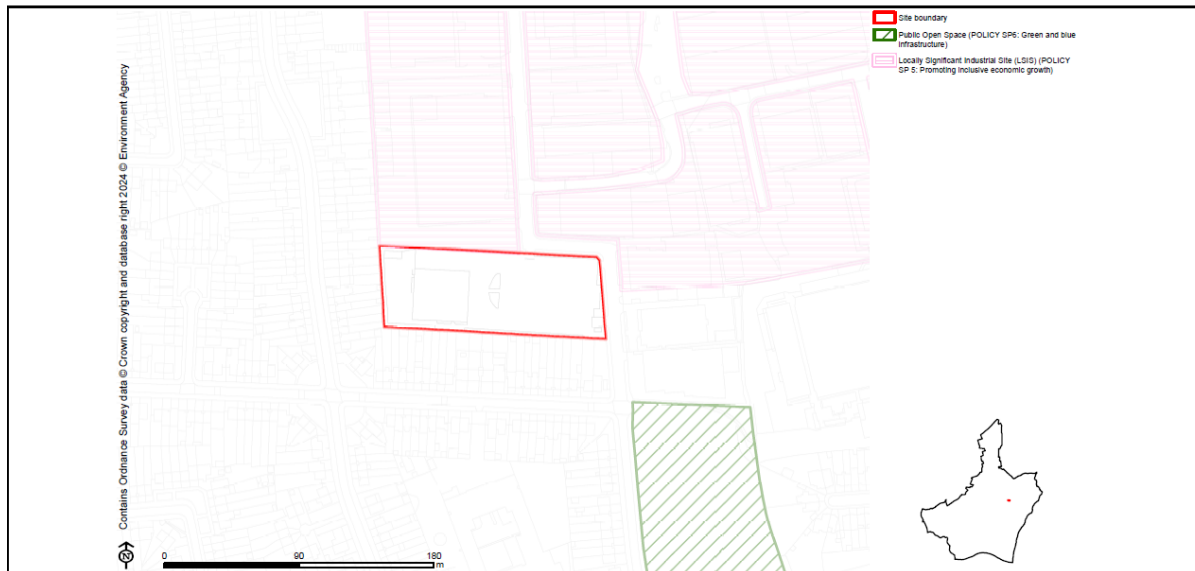 Site boundary
Public Open Space (POLICY SP6: Green and blue
infrastructure)
Locally Significant Industrial Site (LSIS) (POLICY
SP 5: Promoting inclusive economic growth)
Contains Ordnance Survey data © Crown copyright and database right 2024 © Environment Agency
N
0 90 180
m